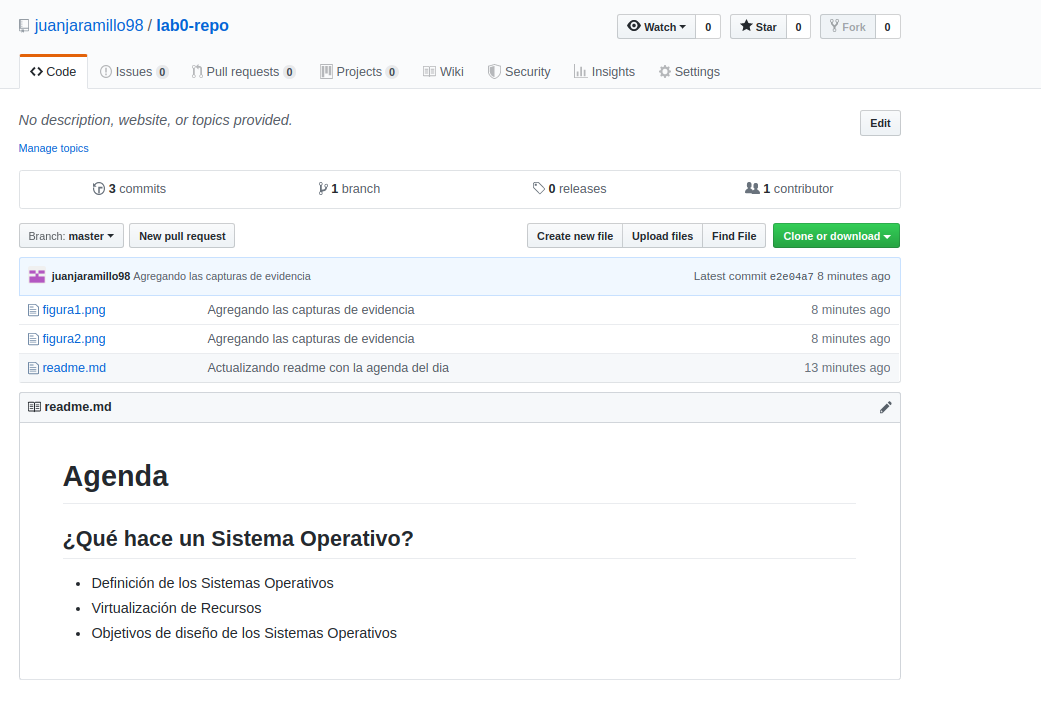 juanjaramillo98 / lab0-repo Watch 0 Star 0 Fork 0
Code Issues 0 Pull requests 0 Projects 0 Wiki Security Insights Settings
No description, website, or topics provided. Edit
Manage topics
3 commits 1 branch 0 releases 1 contributor
Branch: master New pull request Create new file Upload files Find File Clone or download
juanjaramillo98 Agregando las capturas de evidencia Latest commit e2e04a7 8 minutes ago
figura1.png Agregando las capturas de evidencia 8 minutes ago
figura2.png Agregando las capturas de evidencia 8 minutes ago
readme.md Actualizando readme con la agenda del dia 13 minutes ago
readme.md
Agenda
¿Qué hace un Sistema Operativo?
• Definición de los Sistemas Operativos
• Virtualización de Recursos
• Objetivos de diseño de los Sistemas Operativos